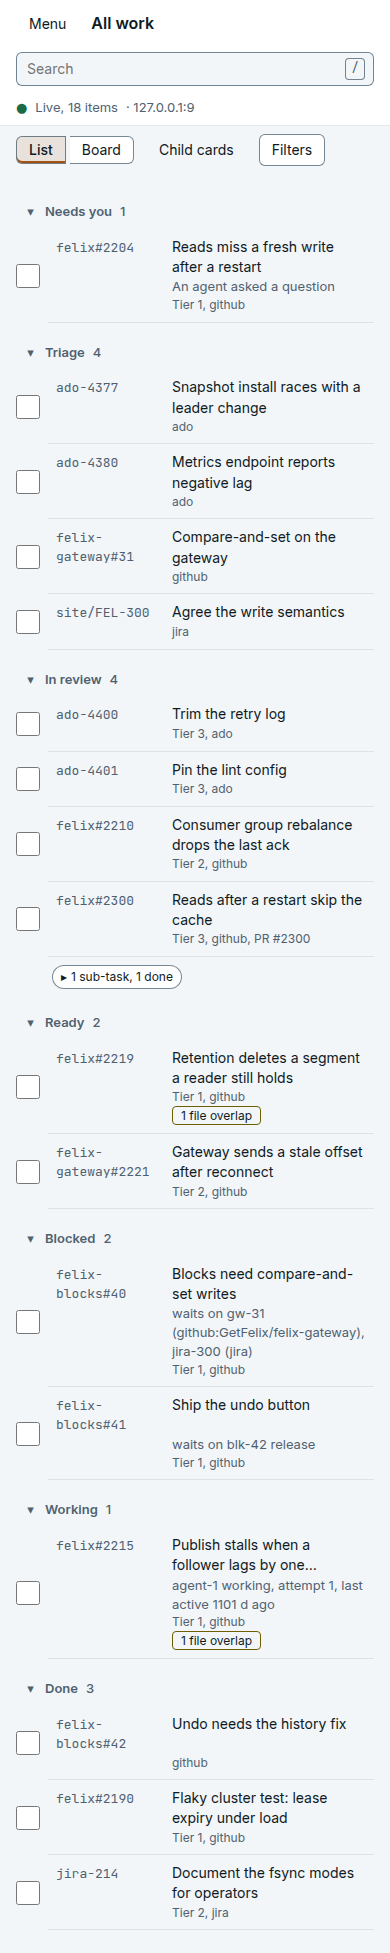 Menu All work
Search /
Live, 18 items · 127.0.0.1:9
List Board Child cards Filters
▾ Needs you 1
felix#2204 Reads miss a fresh write
after a restart
An agent asked a question
Tier 1, github
▾ Triage 4
ado-4377 Snapshot install races with a
leader change
ado
ado-4380 Metrics endpoint reports
negative lag
ado
felix- Compare-and-set on the
gateway#31 gateway
github
site/FEL-300 Agree the write semantics
jira
▾ In review 4
ado-4400 Trim the retry log
Tier 3, ado
ado-4401 Pin the lint config
Tier 3, ado
felix#2210 Consumer group rebalance
drops the last ack
Tier 2, github
felix#2300 Reads after a restart skip the
cache
Tier 3, github, PR #2300
▸ 1 sub-task, 1 done
▾ Ready 2
felix#2219 Retention deletes a segment
a reader still holds
Tier 1, github
1 file overlap
felix- Gateway sends a stale offset
gateway#2221 after reconnect
Tier 2, github
▾ Blocked 2
felix- Blocks need compare-and-
blocks#40 set writes
waits on gw-31
(github:GetFelix/felix-gateway),
jira-300 (jira)
Tier 1, github
felix- Ship the undo button
blocks#41
waits on blk-42 release
Tier 1, github
▾ Working 1
felix#2215 Publish stalls when a
follower lags by one…
agent-1 working, attempt 1, last
active 1101 d ago
Tier 1, github
1 file overlap
▾ Done 3
felix- Undo needs the history fix
blocks#42
github
felix#2190 Flaky cluster test: lease
expiry under load
Tier 1, github
jira-214 Document the fsync modes
for operators
Tier 2, jira